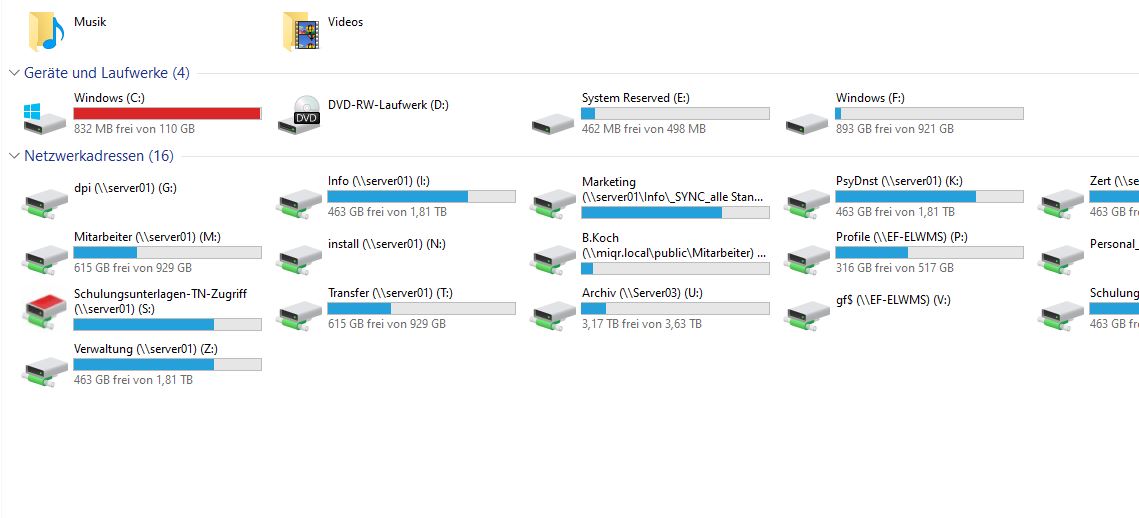 Musik
Videos
Geräte und Laufwerke (4)
Windows (C:)
832 MB frei von 110 GB
DVD
DVD-RW-Laufwerk (D:)
System Reserved (E:)
462 MB frei von 498 MB
Windows (F:)
893 GB frei von 921 GB
Netzwerkadressen (16)
dpi (\\server01) (G:)
Info (\\server01) (I:)
463 GB frei von 1,81 TB
Marketing
(\\server01\Info\_SYNC_alle Stan...
PsyDnst (\\server01) (K:)
463 GB frei von 1,81 TB
Zert (\\se
463 GB frei
Mitarbeiter (\\server01) (M:)
615 GB frei von 929 GB
install (\\server01) (N:)
B.Koch
(\\miqr.local\public\Mitarbeiter) ...
Profile (\\EF-ELWMS) (P:)
316 GB frei von 517 GB
Personal_
Schulungsunterlagen-TN-Zugriff
(\\server01) (S:)
Transfer (\\server01) (T:)
615 GB frei von 929 GB
Archiv (\\Server03) (U:)
3,17 TB frei von 3,63 TB
gf$ (\\EF-ELWMS) (V:)
Schulung
463 GB frei
Verwaltung (\\server01) (Z:)
463 GB frei von 1,81 TB